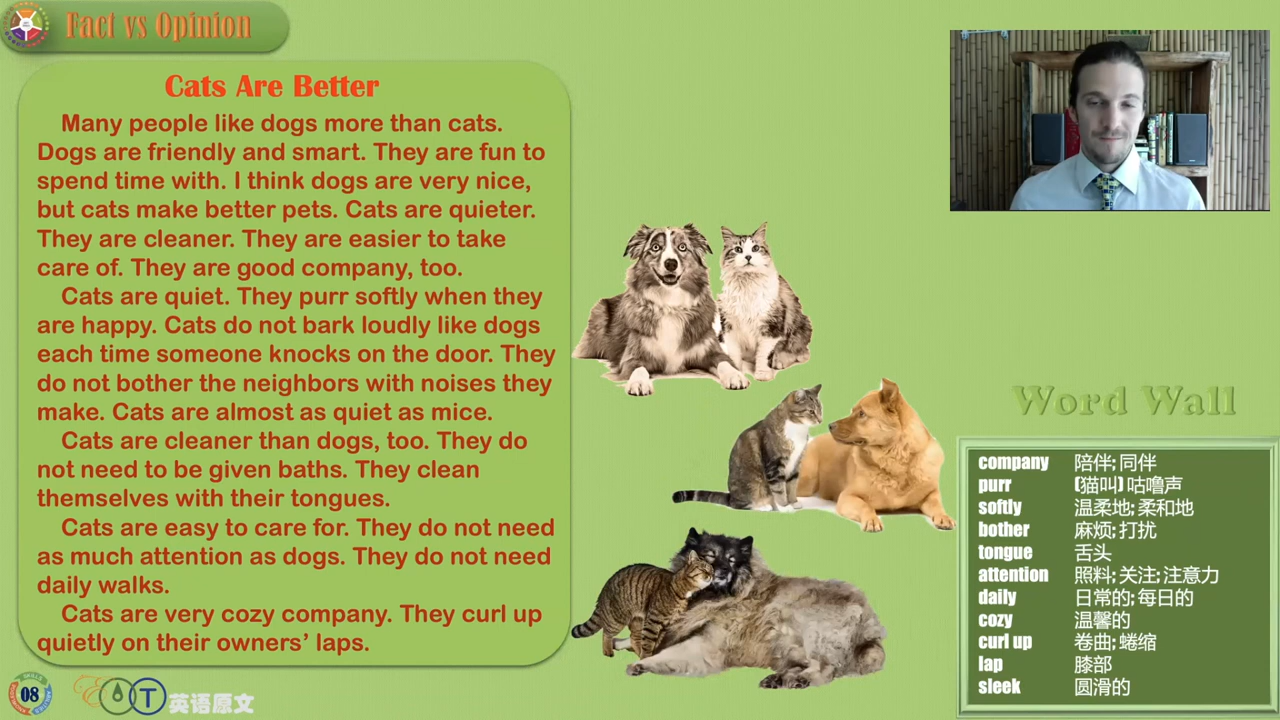 Fact vs Opinion
Cats Are Better
Many people like dogs more than cats.
Dogs are friendly and smart. They are fun to
spend time with. I think dogs are very nice,
but cats make better pets. Cats are quieter.
They are cleaner. They are easier to take
care of. They are good company, too.
Cats are quiet. They purr softly when they
are happy. Cats do not bark loudly like dogs
each time someone knocks on the door. They
do not bother the neighbors with noises they
make. Cats are almost as quiet as mice.
Cats are cleaner than dogs, too. They do
not need to be given baths. They clean
themselves with their tongues.
Cats are easy to care for. They do not need
as much attention as dogs. They do not need
daily walks.
Cats are very cozy company. They curl up
quietly on their owners’ laps.
Word Wall
company 陪伴; 同伴
purr (猫叫) 咕噜声
softly 温柔地; 柔和地
bother 麻烦; 打扰
tongue 舌头
attention 照料; 关注; 注意力
daily 日常的; 每日的
cozy 温馨的
curl up 卷曲; 蜷缩
lap 膝部
sleek 圆滑的
08
T 英语原文